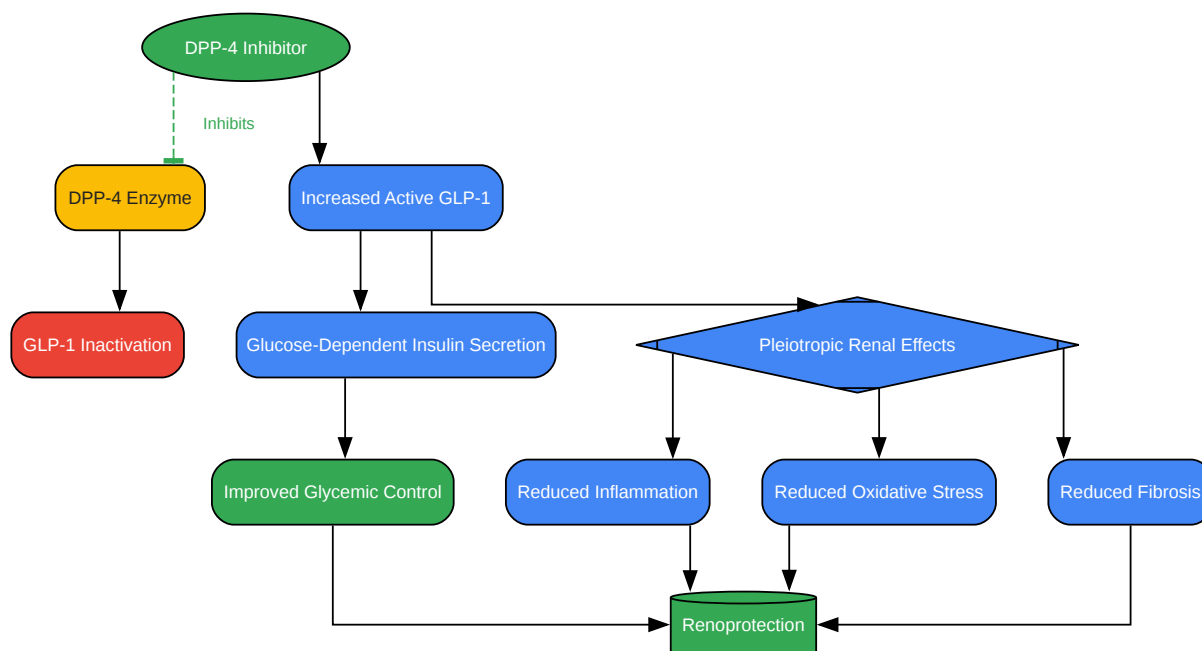 DPP-4 Inhibitor
Inhibits
DPP-4 Enzyme
Increased Active GLP-1
GLP-1 Inactivation
Glucose-Dependent Insulin Secretion
Pleiotropic Renal Effects
Improved Glycemic Control
Reduced Inflammation
Reduced Oxidative Stress
Reduced Fibrosis
Renoprotection